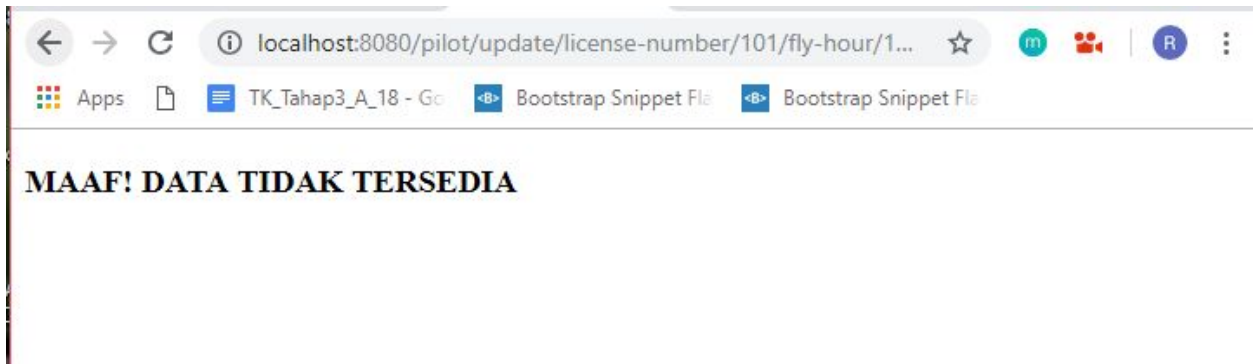 localhost:8080/pilot/update/license-number/101/fly-hour/1... m R
Apps TK_Tahap3_A_18 - Go <B> Bootstrap Snippet Fla <B> Bootstrap Snippet Fla
MAAF! DATA TIDAK TERSEDIA